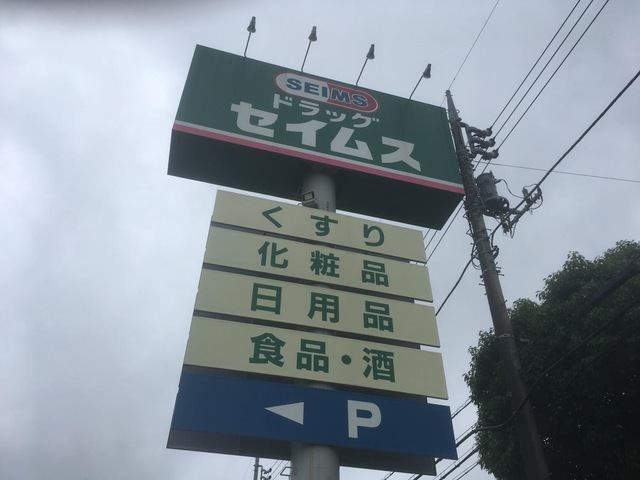 SEIMS
ドラッグ
セイムス
くすり
化粧品
日用品
食品・酒
P